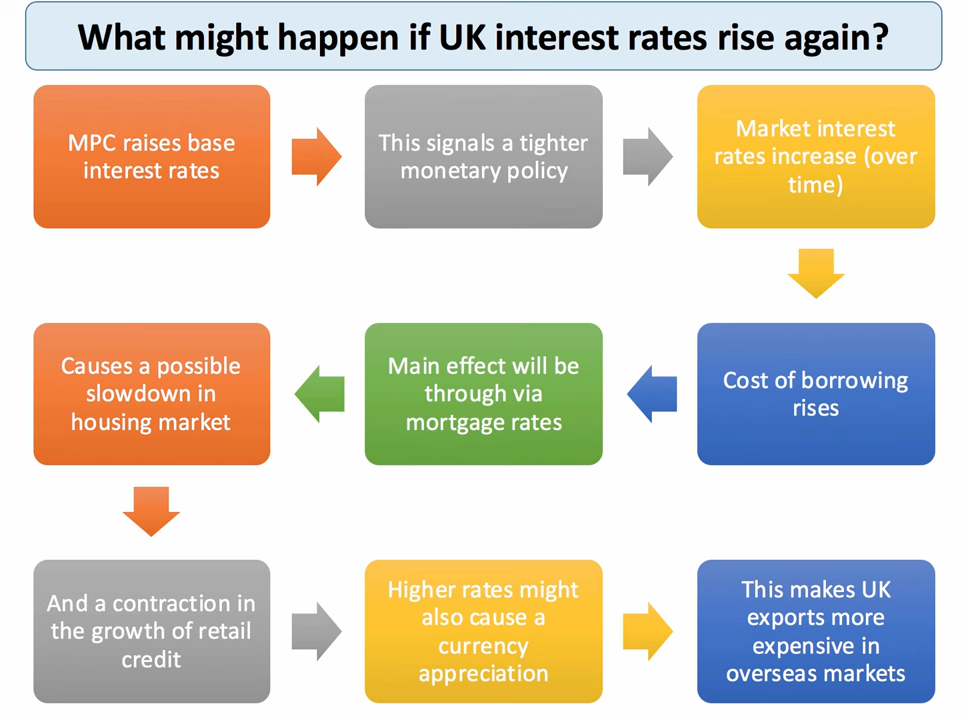 What might happen if UK interest rates rise again?
MPC raises base
interest rates
This signals a tighter
monetary policy
Market interest
rates increase (over
time)
Cost of borrowing
rises
Main effect will be
through via
mortgage rates
Causes a possible
slowdown in
housing market
And a contraction in
the growth of retail
credit
Higher rates might
also cause a
currency
appreciation
This makes UK
exports more
expensive in
overseas markets